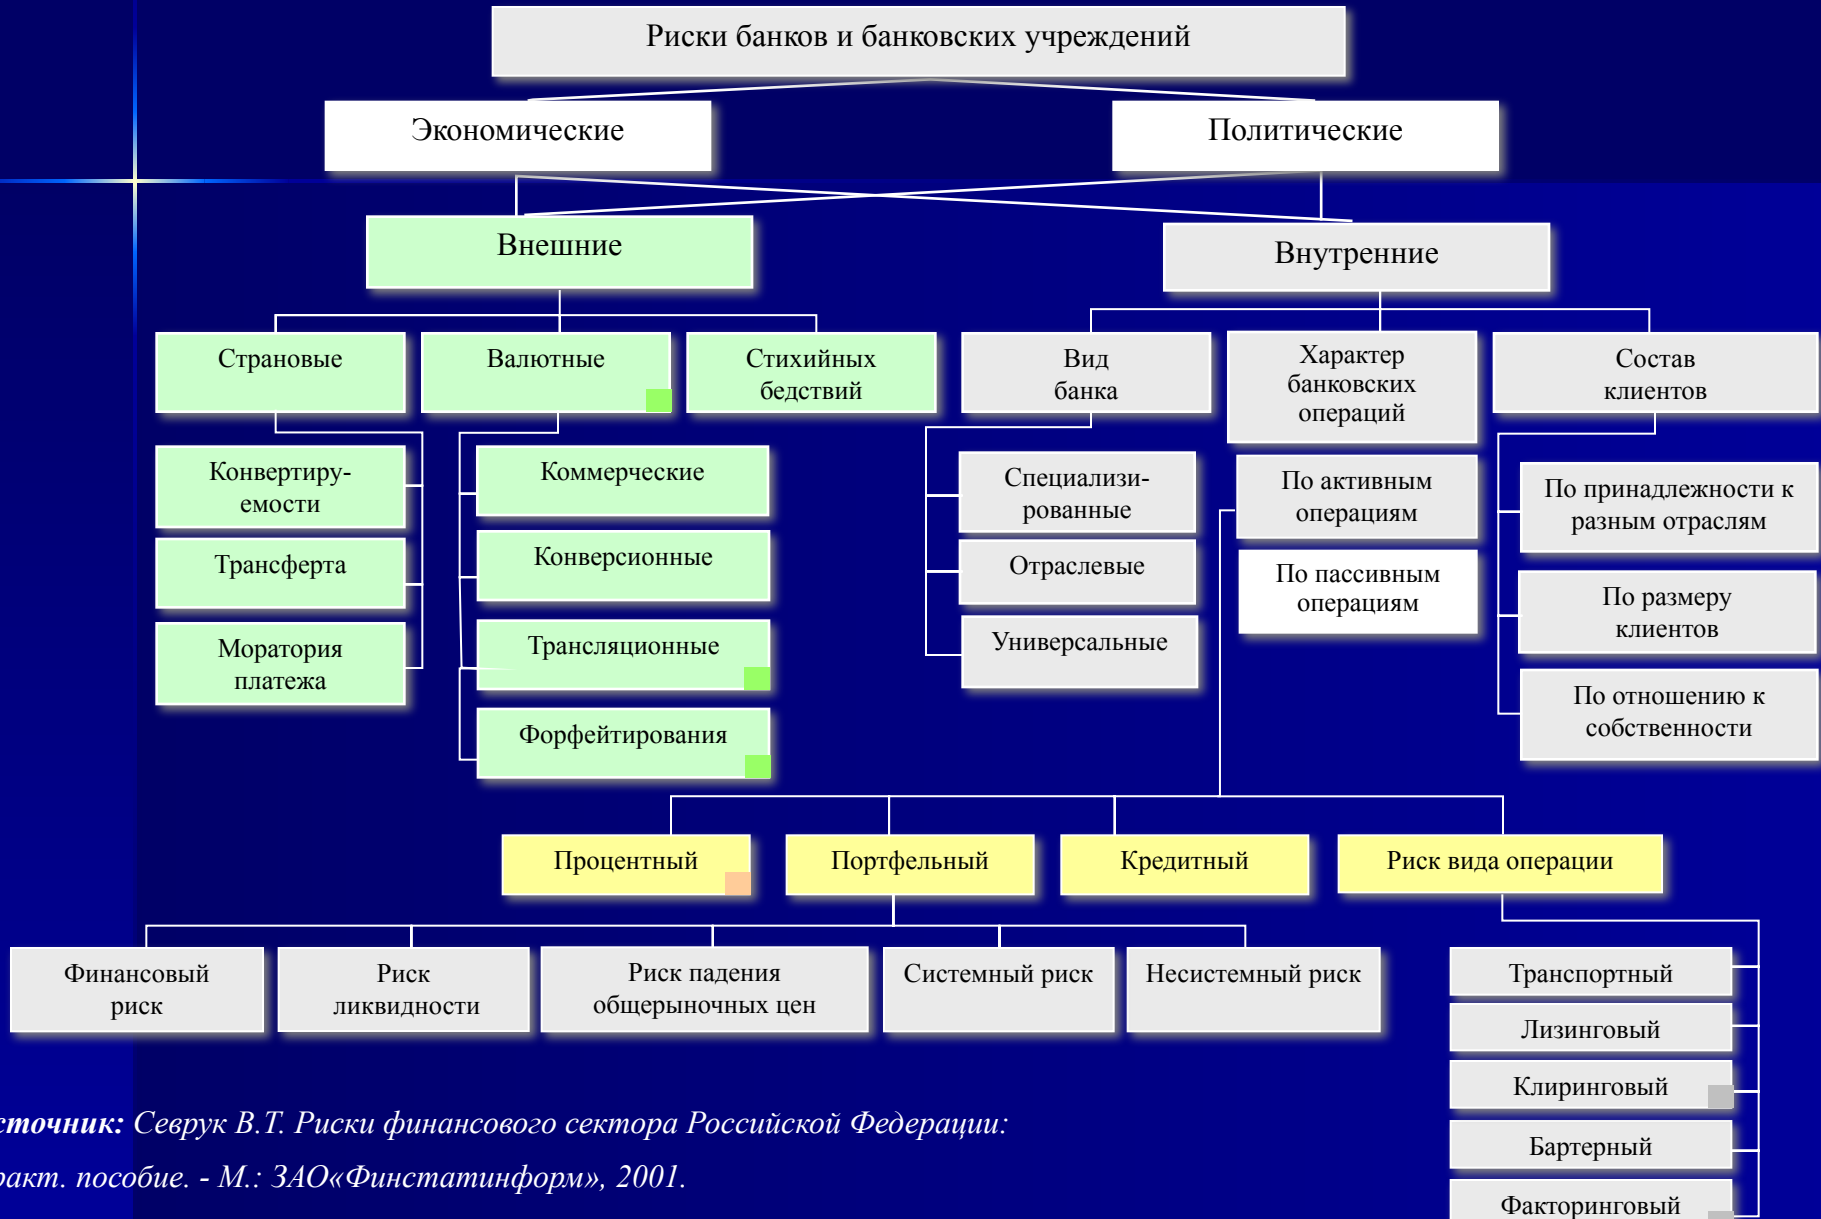 Риски банков и банковских учреждений
Экономические
Политические
Внешние
Внутренние
Страновые
Валютные
Стихийных
бедствий
Вид
банка
Характер
банковских
операций
Состав
клиентов
Конвертиру-
емости
Трансферта
Моратория
платежа
Коммерческие
Конверсионные
Трансляционные
Форфейтирования
Специализи-
рованные
Отраслевые
Универсальные
По активным
операциям
По пассивным
операциям
По принадлежности к
разным отраслям
По размеру
клиентов
По отношению к
собственности
Процентный
Портфельный
Кредитный
Риск вида операции
Финансовый
риск
Риск
ликвидности
Риск падения
общерыночных цен
Системный риск
Несистемный риск
Транспортный
Лизинговый
Клиринговый
Бартерный
Факторинговый
сточник: Севрук В.Т. Риски финансового сектора Российской Федерации:
ракт. пособие. - М.: ЗАО«Финстатинформ», 2001.